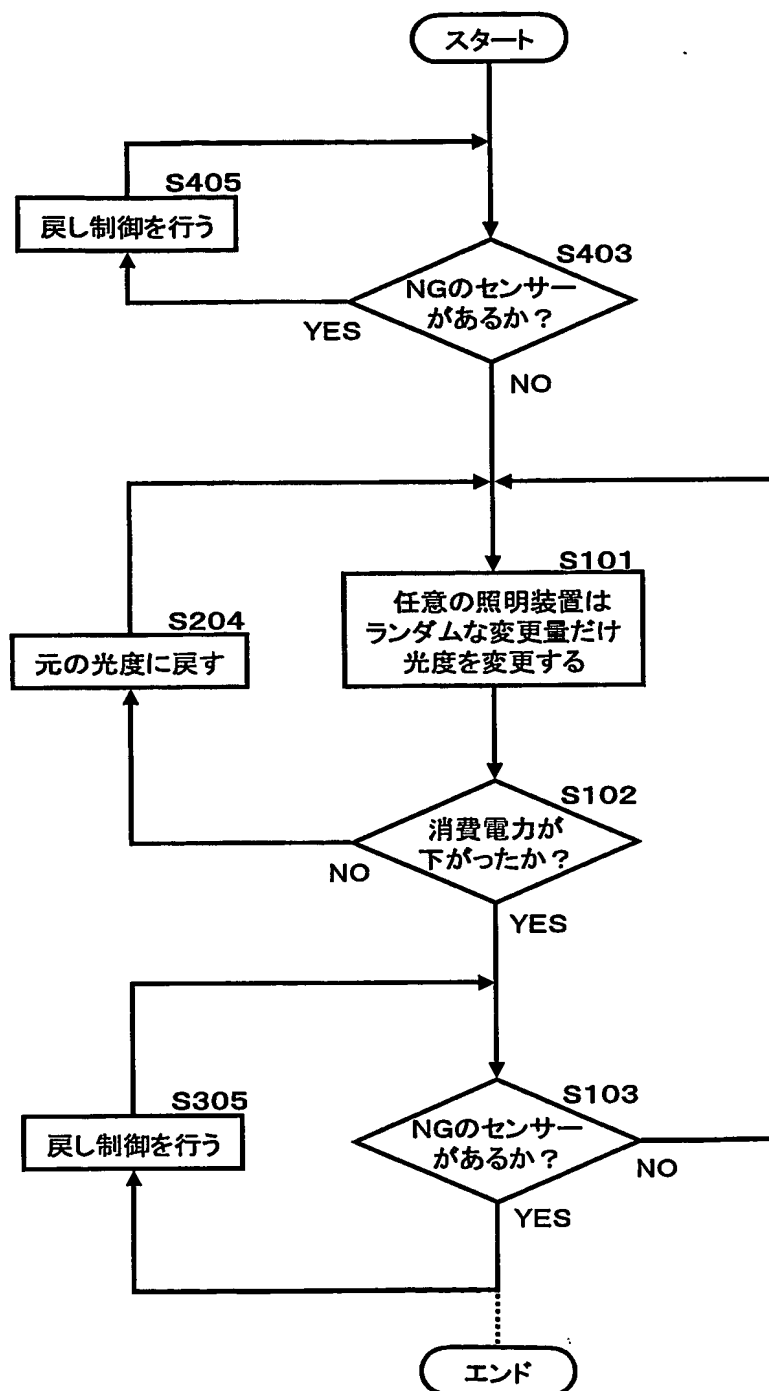 スタート
S405
戻し制御を行う
S403
NGのセンサー
があるか？
YES
NO
S101
任意の照明装置は
ランダムな変更量だけ
光度を変更する
S204
元の光度に戻す
S102
消費電力が
下がったか？
NO
YES
S305
戻し制御を行う
S103
NGのセンサー
があるか？
NO
YES
エンド